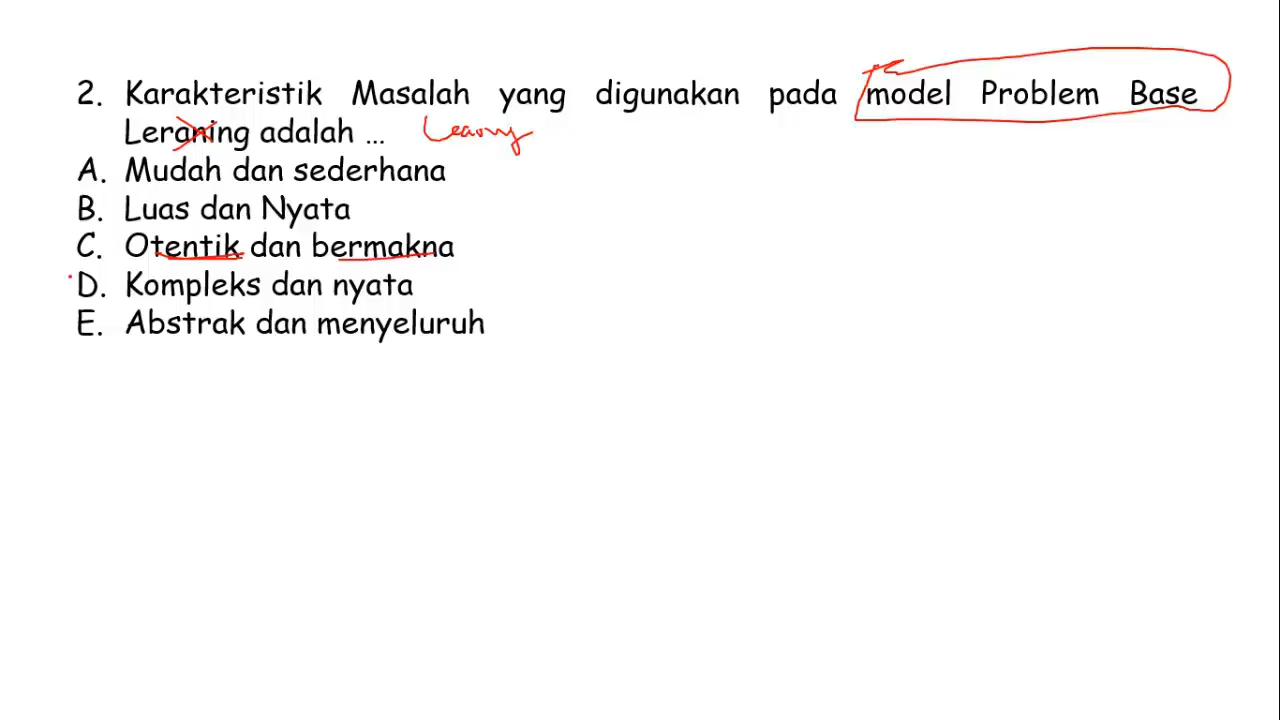 2. Karakteristik Masalah yang digunakan pada model Problem Base
Leraning adalah ... Learning
A. Mudah dan sederhana
B. Luas dan Nyata
C. Otentik dan bermakna
D. Kompleks dan nyata
E. Abstrak dan menyeluruh